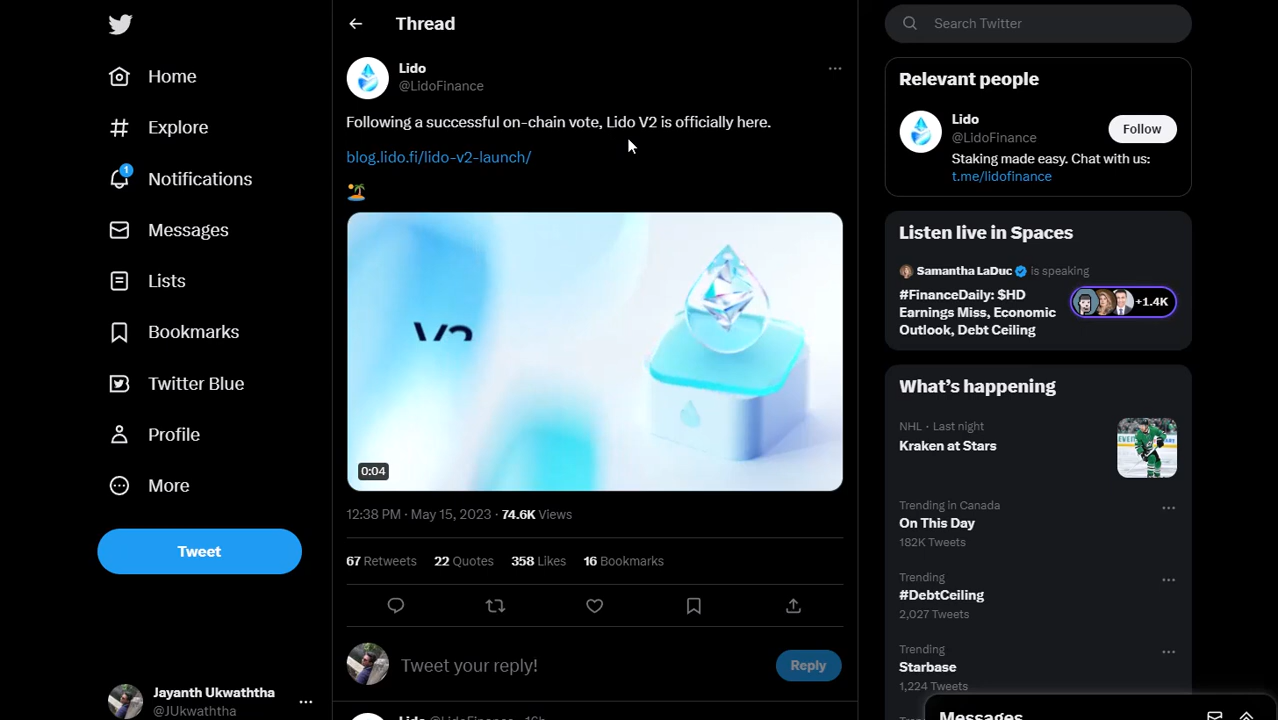 Home
Explore
1
Notifications
Messages
Lists
Bookmarks
Twitter Blue
Profile
More
Tweet
Jayanth Ukwaththa
@JUkwaththa
Thread
Lido
@LidoFinance
Following a successful on-chain vote, Lido V2 is officially here.
blog.lido.fi/lido-v2-launch/
V2
0:04
12:38 PM · May 15, 2023 · 74.6K Views
67 Retweets 22 Quotes 358 Likes 16 Bookmarks
Tweet your reply!
Reply
Lido @LidoFinance · 16h
Search Twitter
Relevant people
Lido
@LidoFinance
Follow
Staking made easy. Chat with us:
t.me/lidofinance
Listen live in Spaces
Samantha LaDuc is speaking
#FinanceDaily: $HD
Earnings Miss, Economic
Outlook, Debt Ceiling
+1.4K
What's happening
NHL · Last night
Kraken at Stars
Trending in Canada
On This Day
182K Tweets
Trending
#DebtCeiling
2,027 Tweets
Trending
Starbase
1,224 Tweets
Messages